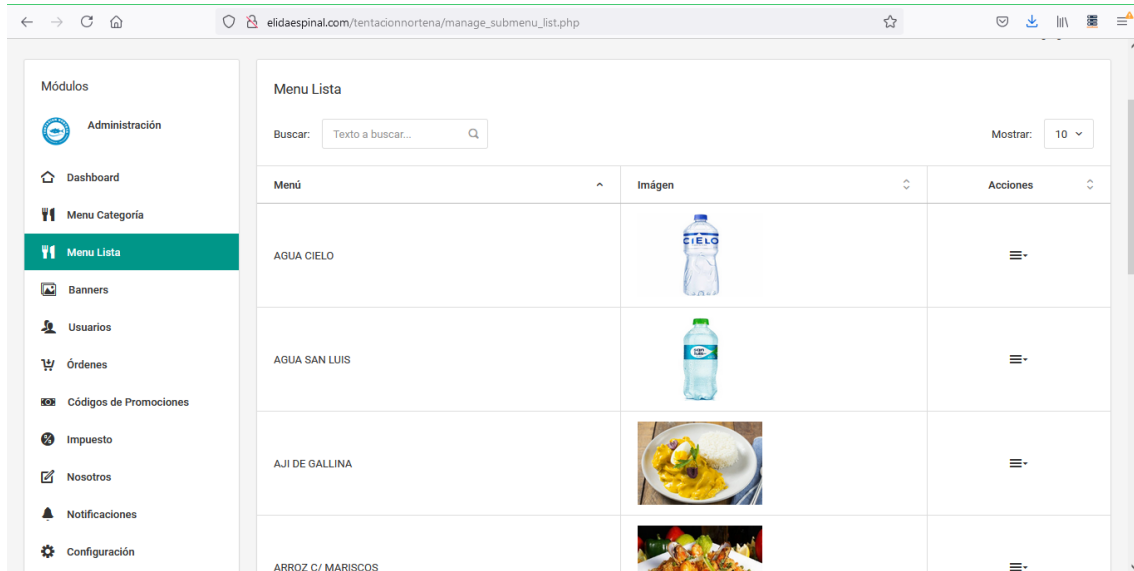 elidaespinal.com/tentacionnortena/manage_submenu_list.php
Módulos
Administración
Dashboard
Menu Categoría
Menu Lista
Banners
Usuarios
Órdenes
Códigos de Promociones
Impuesto
Nosotros
Notificaciones
Configuración
Menu Lista
Buscar: Texto a buscar... Mostrar: 10
Menú Imágen Acciones
AGUA CIELO
CIELO
AGUA SAN LUIS
AJI DE GALLINA
ARROZ C/ MARISCOS